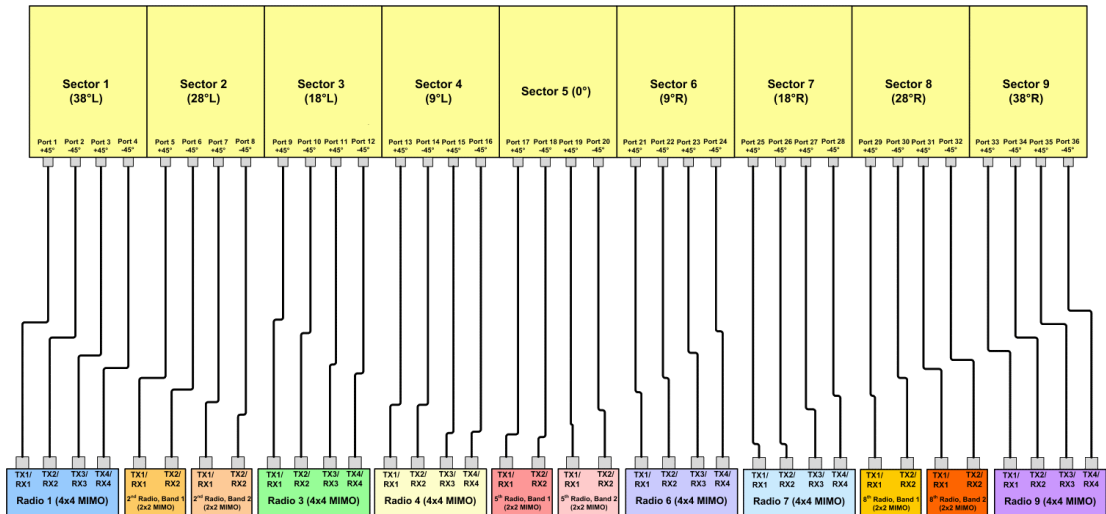 Sector 1
(38°L)
Sector 2
(28°L)
Sector 3
(18°L)
Sector 4
(9°L)
Sector 5 (0°)
Sector 6
(9°R)
Sector 7
(18°R)
Sector 8
(28°R)
Sector 9
(38°R)
Port 1 Port 2 Port 3 Port 4 Port 5 Port 6 Port 7 Port 8 Port 9 Port 10 Port 11 Port 12 Port 13 Port 14 Port 15 Port 16 Port 17 Port 18 Port 19 Port 20 Port 21 Port 22 Port 23 Port 24 Port 25 Port 26 Port 27 Port 28 Port 29 Port 30 Port 31 Port 32 Port 33 Port 34 Port 35 Port 36
+45° -45° +45° -45° +45° -45° +45° -45° +45° -45° +45° -45° +45° -45° +45° -45° +45° -45° +45° -45° +45° -45° +45° -45° +45° -45° +45° -45° +45° -45° +45° -45° +45° -45° +45° -45°
TX1/ TX2/ TX3/ TX4/
RX1 RX2 RX3 RX4
Radio 1 (4x4 MIMO)
TX1/ TX2/
RX1 RX2
2nd Radio, Band 1
(2x2 MIMO)
TX1/ TX2/
RX1 RX2
2nd Radio, Band 2
(2x2 MIMO)
TX1/ TX2/ TX3/ TX4/
RX1 RX2 RX3 RX4
Radio 3 (4x4 MIMO)
TX1/ TX2/ TX3/ TX4/
RX1 RX2 RX3 RX4
Radio 4 (4x4 MIMO)
TX1/ TX2/
RX1 RX2
5th Radio, Band 1
(2x2 MIMO)
TX1/ TX2/
RX1 RX2
5th Radio, Band 2
(2x2 MIMO)
TX1/ TX2/ TX3/ TX4/
RX1 RX2 RX3 RX4
Radio 6 (4x4 MIMO)
TX1/ TX2/ TX3/ TX4/
RX1 RX2 RX3 RX4
Radio 7 (4x4 MIMO)
TX1/ TX2/
RX1 RX2
8th Radio, Band 1
(2x2 MIMO)
TX1/ TX2/
RX1 RX2
8th Radio, Band 2
(2x2 MIMO)
TX1/ TX2/ TX3/ TX4/
RX1 RX2 RX3 RX4
Radio 9 (4x4 MIMO)